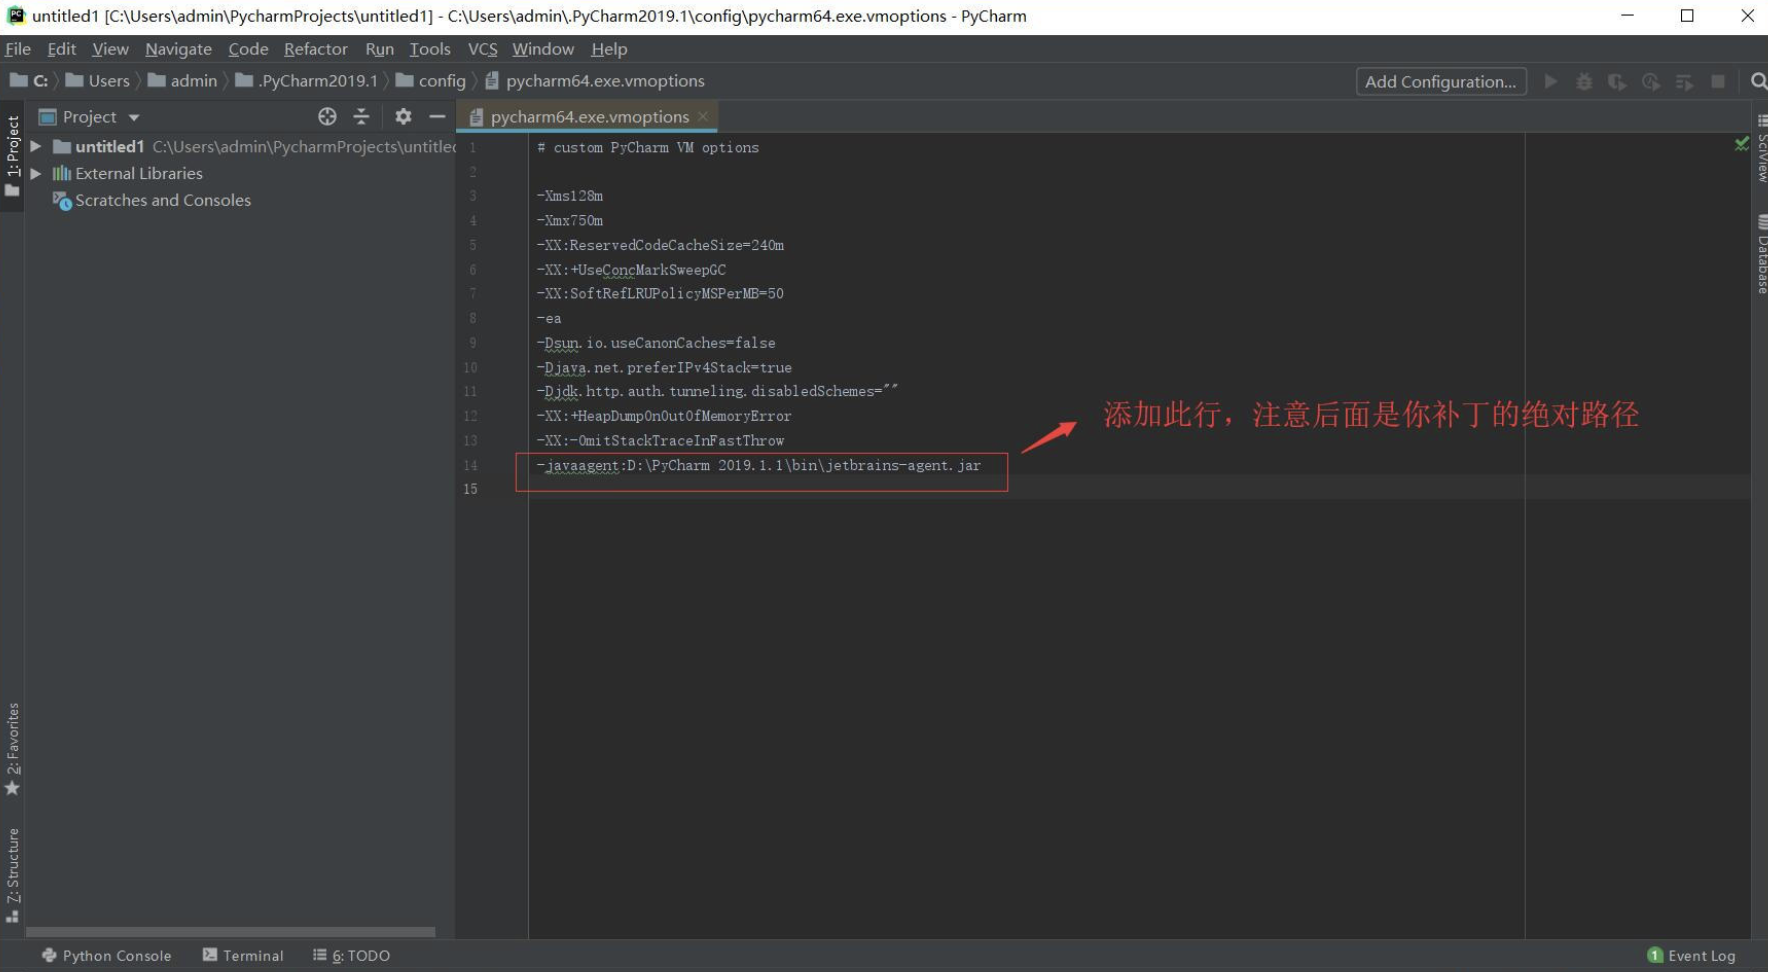 untitled1 [C:\Users\admin\PycharmProjects\untitled1] - C:\Users\admin\.PyCharm2019.1\config\pycharm64.exe.vmoptions - PyCharm
File Edit View Navigate Code Refactor Run Tools VCS Window Help
C: Users admin .PyCharm2019.1 config pycharm64.exe.vmoptions Add Configuration...
Project pycharm64.exe.vmoptions
1: Project
untitled1 C:\Users\admin\PycharmProjects\untitled
External Libraries
Scratches and Consoles
1 # custom PyCharm VM options
2
3 -Xms128m
4 -Xmx750m
5 -XX:ReservedCodeCacheSize=240m
6 -XX:+UseConcMarkSweepGC
7 -XX:SoftRefLRUPolicyMSPerMB=50
8 -ea
9 -Dsun.io.useCanonCaches=false
10 -Djava.net.preferIPv4Stack=true
11 -Djdk.http.auth.tunneling.disabledSchemes=""
12 -XX:+HeapDumpOnOutOfMemoryError
13 -XX:-OmitStackTraceInFastThrow
14 -javaagent:D:\PyCharm 2019.1.1\bin\jetbrains-agent.jar
15
添加此行，注意后面是你补丁的绝对路径
SciView
Database
2: Favorites
Z: Structure
Python Console Terminal 6: TODO 1 Event Log